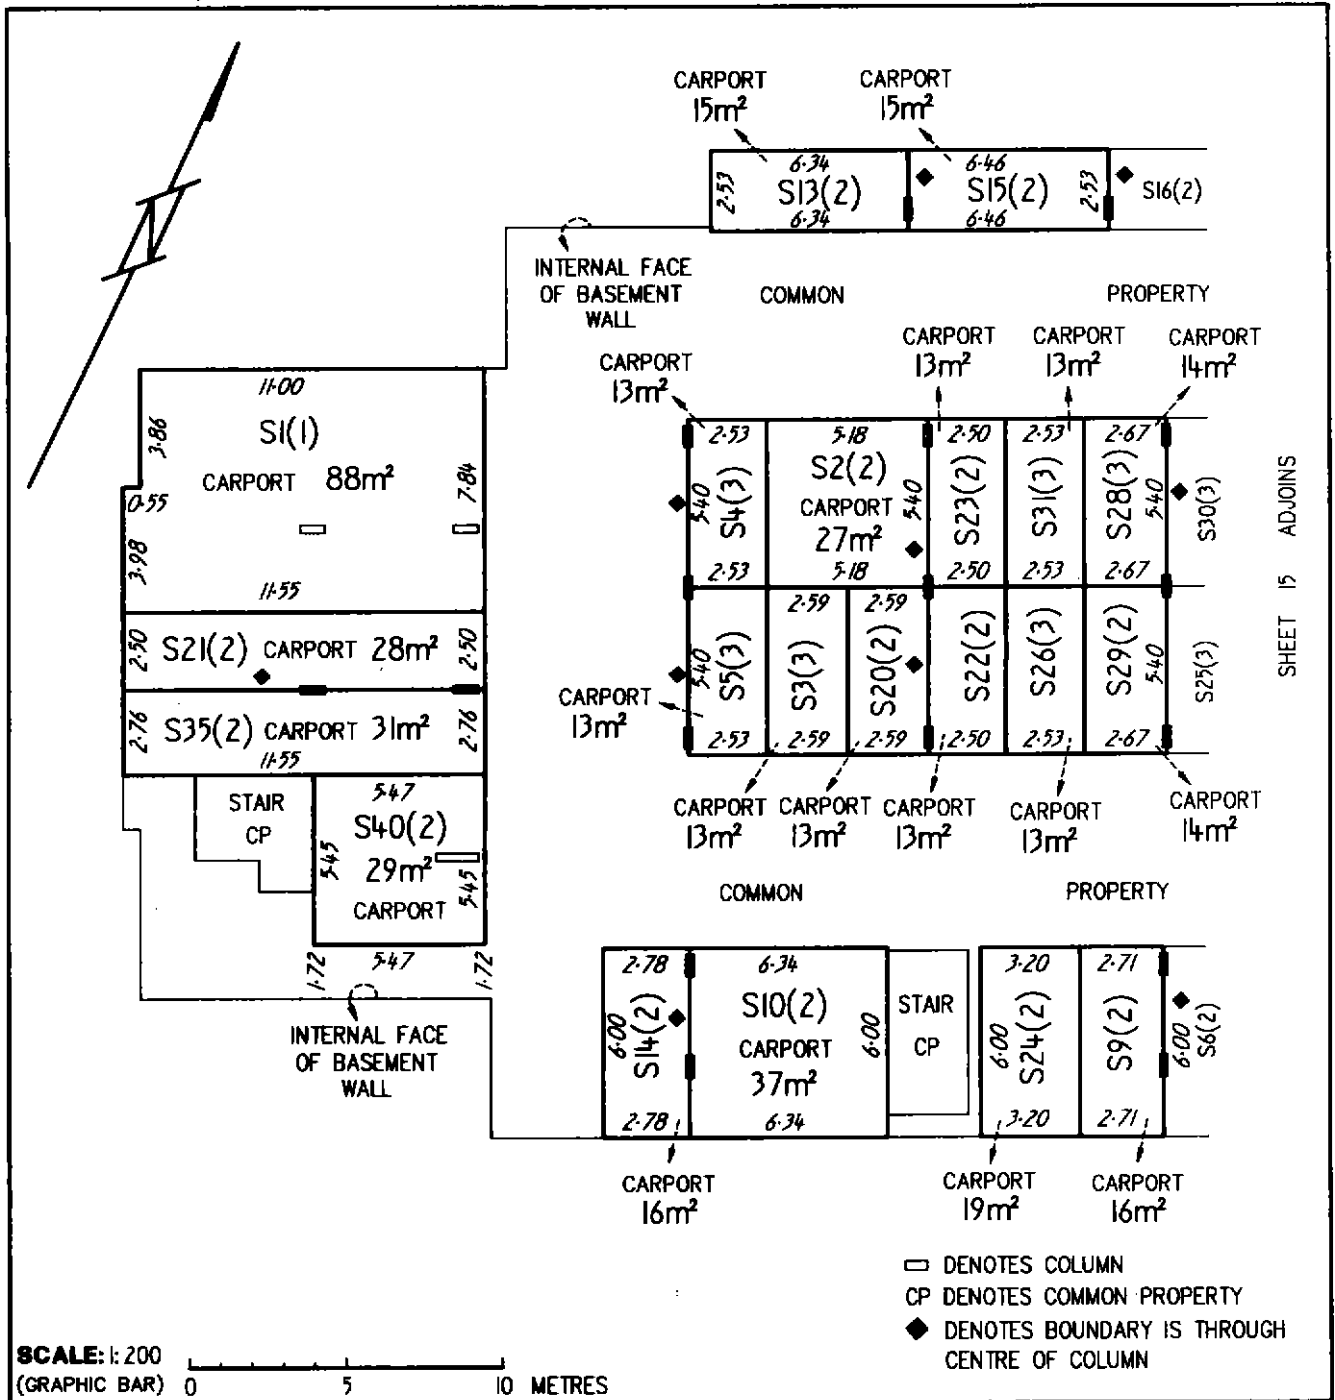 CARPORT
15m²
CARPORT
15m²
6·34
6·46
2·53
S13(2)
S15(2)
2·53
S16(2)
6·34
6·46
INTERNAL FACE
OF BASEMENT
WALL
COMMON
PROPERTY
CARPORT
13m²
CARPORT
13m²
CARPORT
13m²
CARPORT
14m²
11·00
3·86
S1(1)
CARPORT 88m²
7·84
0·55
3·98
11·55
2·53
5·18
2·50
2·53
2·67
5·40
S4(3)
S2(2)
CARPORT
27m²
5·40
S23(2)
S31(3)
S28(3)
5·40
S30(3)
2·53
5·18
2·50
2·53
2·67
SHEET 15 ADJOINS
2·50
S21(2) CARPORT 28m²
2·50
2·76
S35(2) CARPORT 31m²
2·76
11·55
2·59
2·59
5·40
S5(3)
S3(3)
S20(2)
S22(2)
S26(3)
S29(2)
5·40
S25(3)
2·53
2·59
2·59
2·50
2·53
2·67
CARPORT
13m²
CARPORT
13m²
CARPORT
13m²
CARPORT
13m²
CARPORT
13m²
CARPORT
14m²
STAIR
CP
5·47
S40(2)
29m²
CARPORT
5·45
5·45
1·72
5·47
1·72
INTERNAL FACE
OF BASEMENT
WALL
COMMON
PROPERTY
2·78
6·34
3·20
2·71
6·00
S14(2)
S10(2)
CARPORT
37m²
6·00
STAIR
CP
6·00
S24(2)
S9(2)
6·00
S6(2)
2·78
6·34
3·20
2·71
CARPORT
16m²
CARPORT
19m²
CARPORT
16m²
DENOTES COLUMN
CP DENOTES COMMON PROPERTY
DENOTES BOUNDARY IS THROUGH
CENTRE OF COLUMN
SCALE: 1:200
(GRAPHIC BAR) 0 5 10 METRES